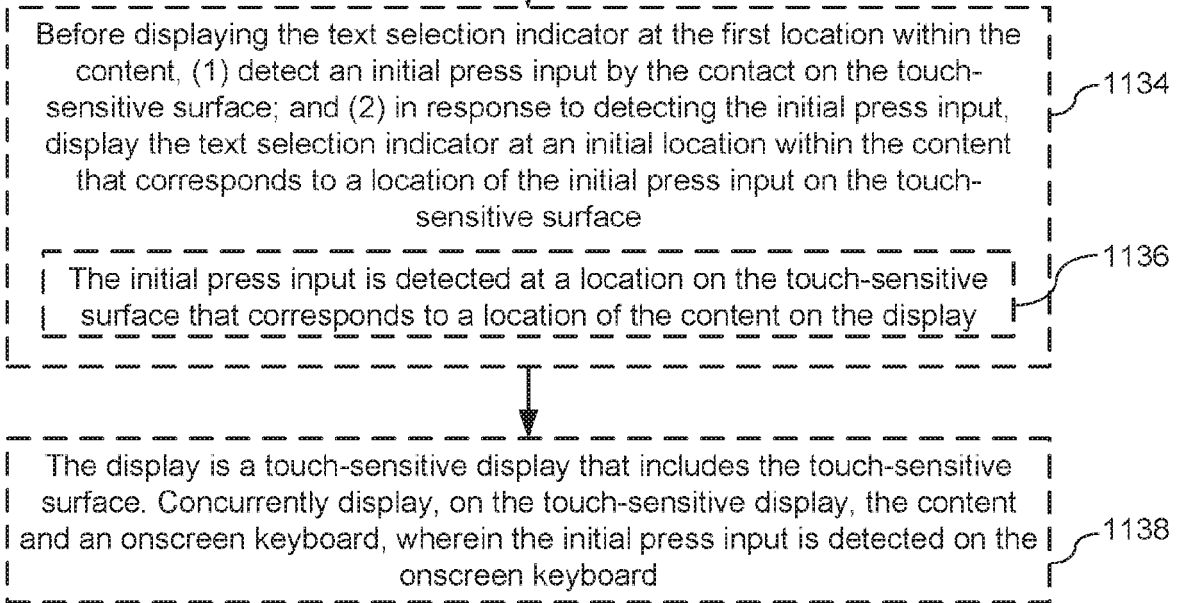 Before displaying the text selection indicator at the first location within the
content, (1) detect an initial press input by the contact on the touch-
sensitive surface; and (2) in response to detecting the initial press input,
display the text selection indicator at an initial location within the content
that corresponds to a location of the initial press input on the touch-
sensitive surface
1134
The initial press input is detected at a location on the touch-sensitive
surface that corresponds to a location of the content on the display
1136
The display is a touch-sensitive display that includes the touch-sensitive
surface. Concurrently display, on the touch-sensitive display, the content
and an onscreen keyboard, wherein the initial press input is detected on the
onscreen keyboard
1138